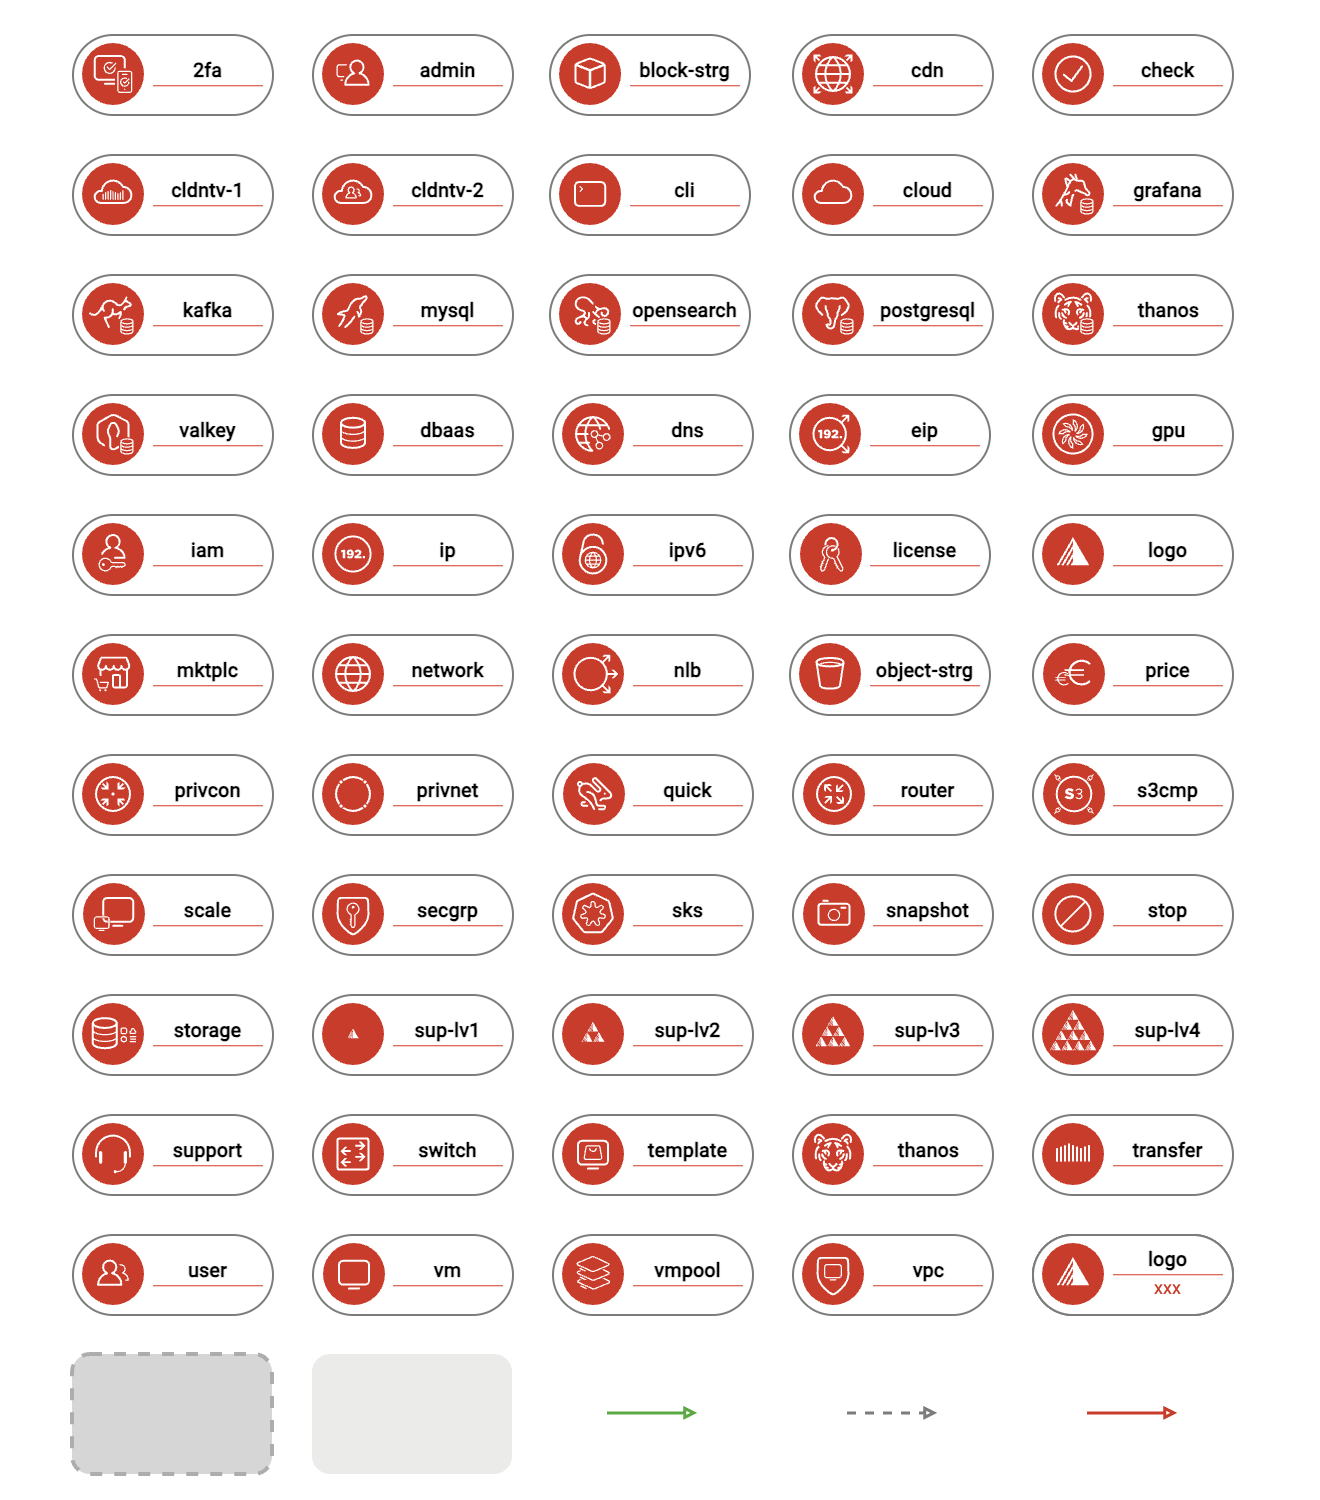 2fa
admin
block-strg
cdn
check
cldntv-1
cldntv-2
cli
cloud
grafana
kafka
mysql
opensearch
postgresql
thanos
valkey
dbaas
dns
192.
eip
gpu
iam
192.
ip
ipv6
license
logo
mktplc
network
nlb
object-strg
€
€
price
privcon
privnet
quick
router
S3
s3cmp
scale
secgrp
sks
snapshot
stop
storage
sup-lv1
sup-lv2
sup-lv3
sup-lv4
support
switch
template
thanos
transfer
user
vm
vmpool
vpc
logo
xxx